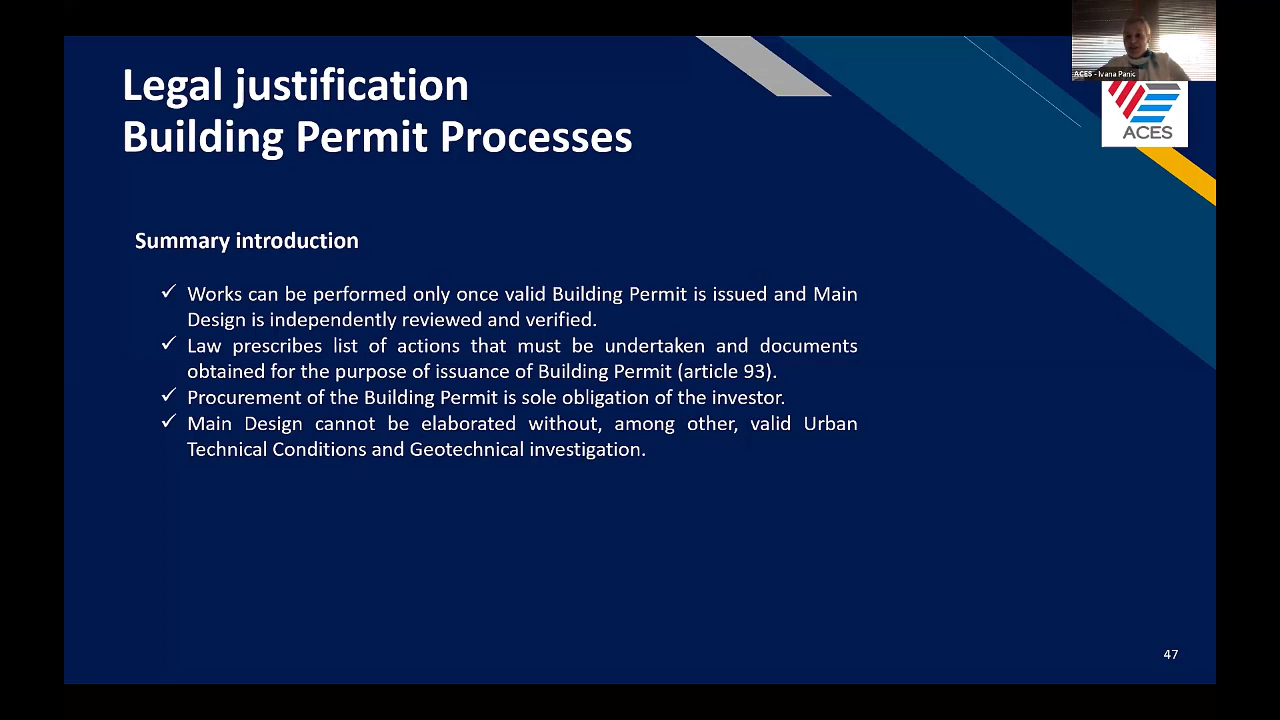 ACES - Ivana Panic
ACES
Legal justification
Building Permit Processes
Summary introduction
✓ Works can be performed only once valid Building Permit is issued and Main
Design is independently reviewed and verified.
✓ Law prescribes list of actions that must be undertaken and documents
obtained for the purpose of issuance of Building Permit (article 93).
✓ Procurement of the Building Permit is sole obligation of the investor.
✓ Main Design cannot be elaborated without, among other, valid Urban
Technical Conditions and Geotechnical investigation.
47